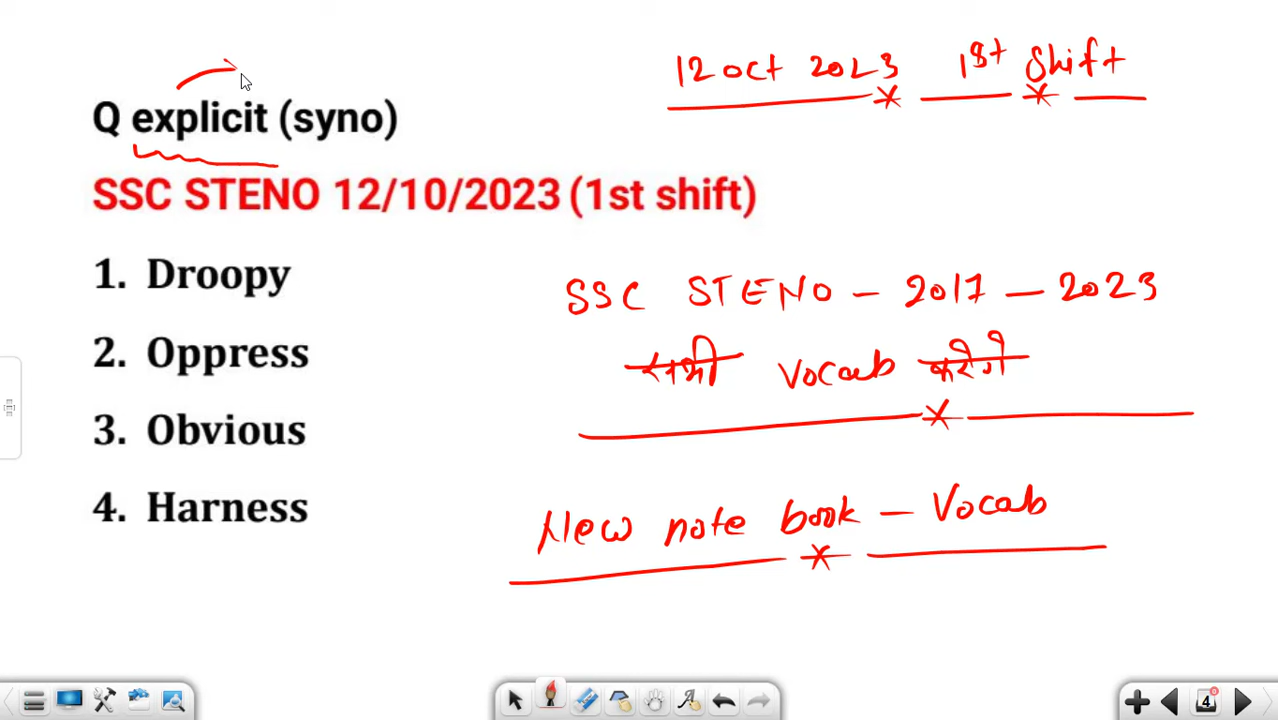 12 oct 2023 1st Shift
Q explicit (syno)
SSC STENO 12/10/2023 (1st shift)
1. Droopy
2. Oppress
3. Obvious
4. Harness
SSC STENO - 2017 - 2023
सभी vocab करेंगे
New note book - Vocab
4